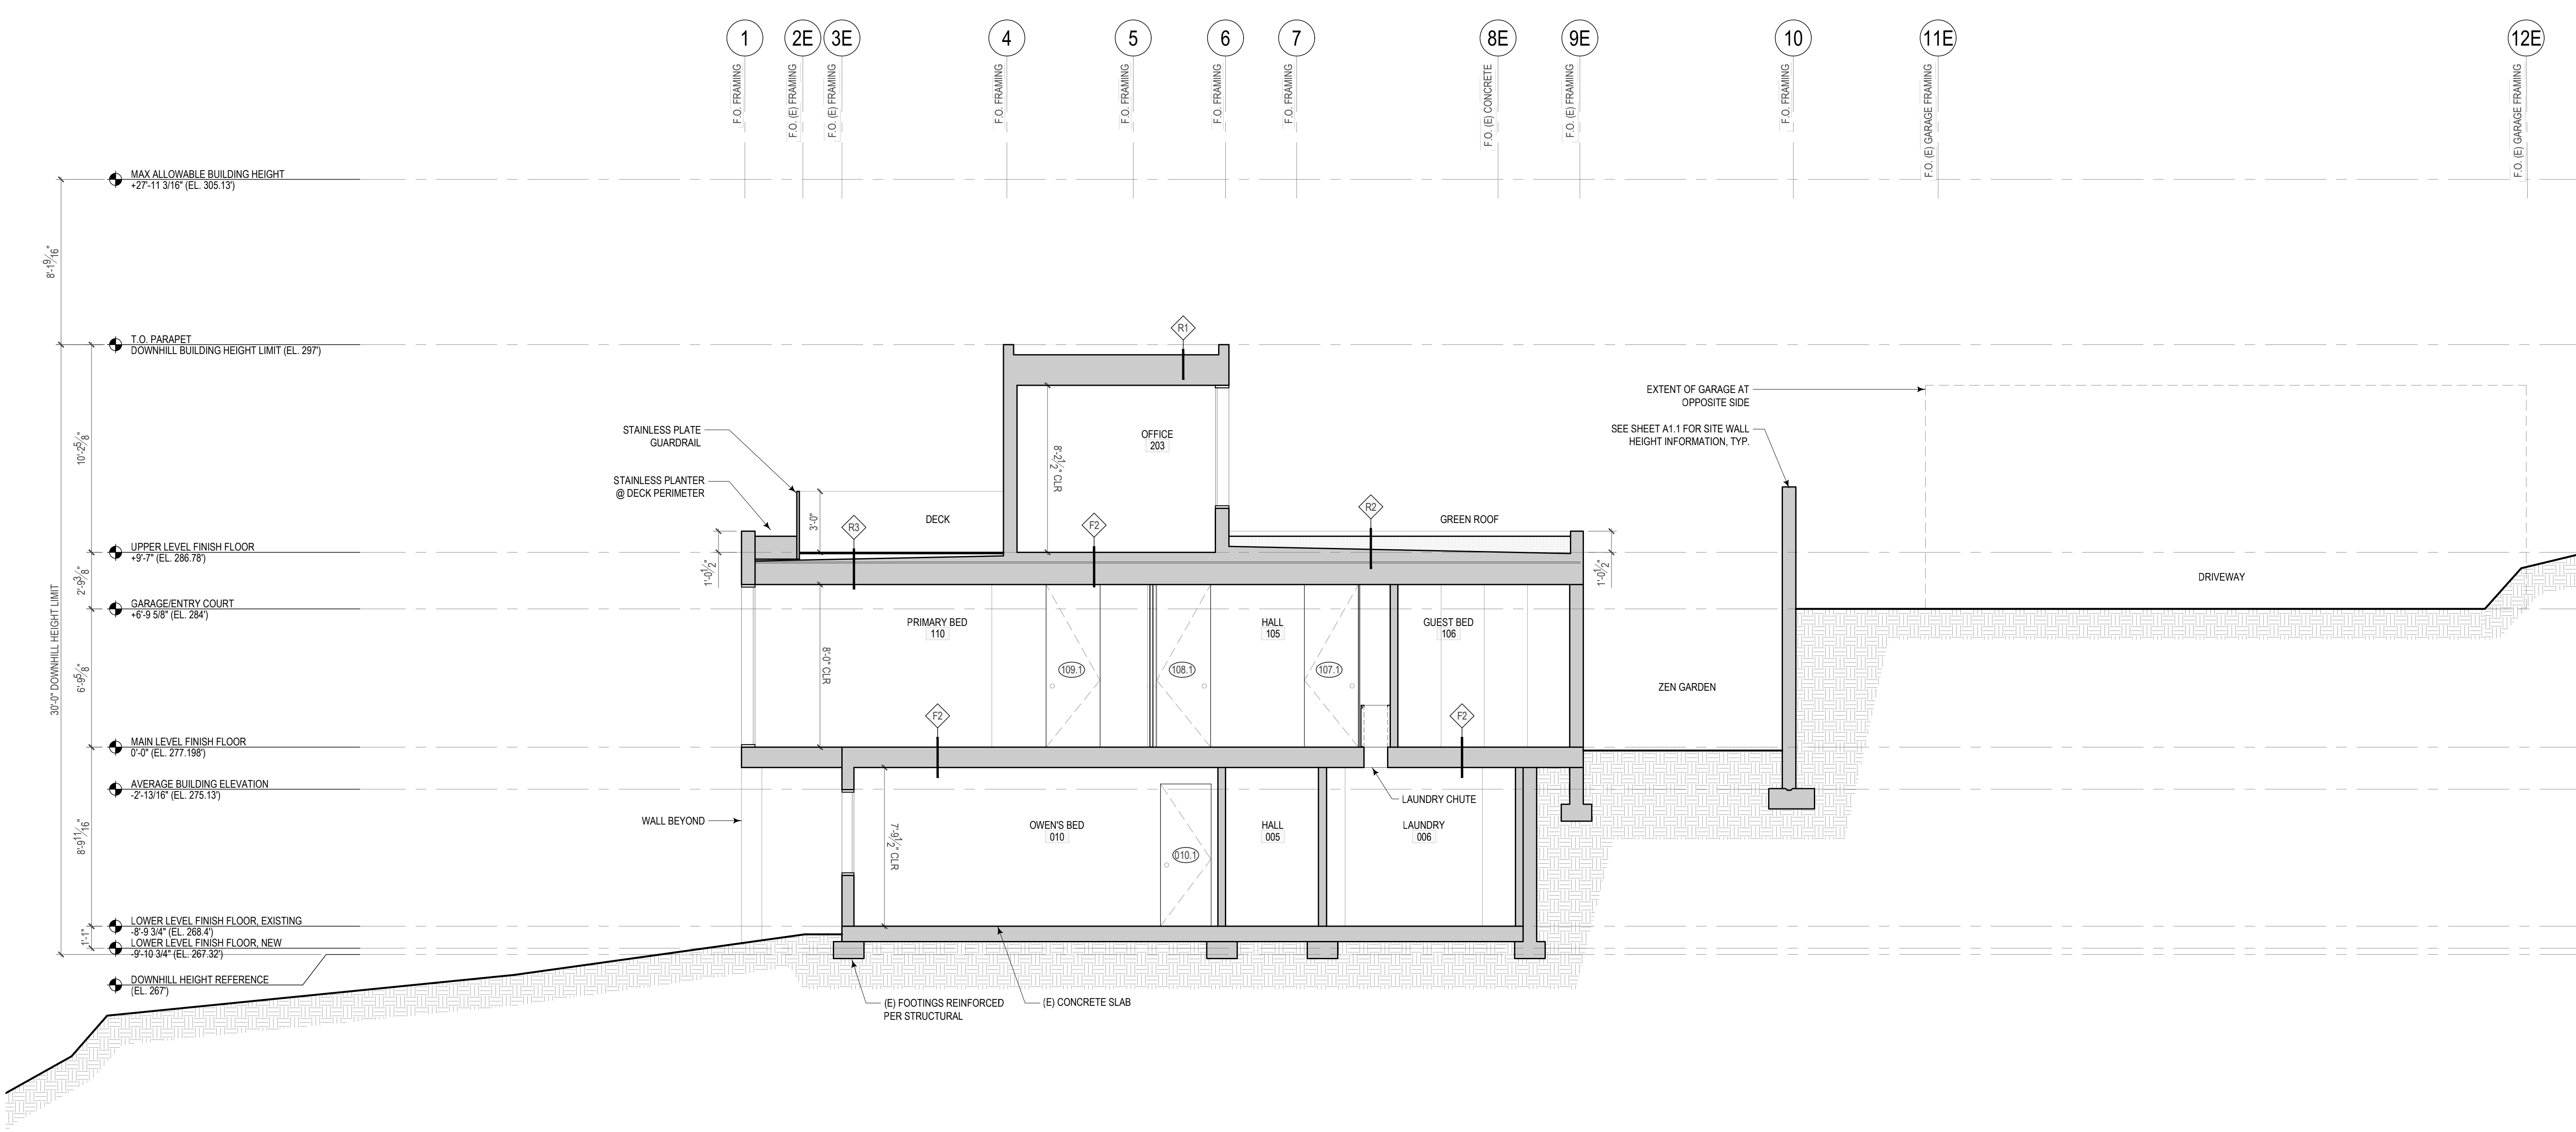 1
2E
3E
4
5
6
7
8E
9E
10
11E
12E
F.O. FRAMING
F.O. (E) FRAMING
F.O. (E) FRAMING
F.O. FRAMING
F.O. FRAMING
F.O. FRAMING
F.O. FRAMING
F.O. (E) CONCRETE
F.O. (E) FRAMING
F.O. FRAMING
F.O. (E) GARAGE FRAMING
F.O. (E) GARAGE FRAMING
MAX ALLOWABLE BUILDING HEIGHT
+27'-11 3/16" (EL. 305.13')
8'-1 9/16"
T.O. PARAPET
DOWNHILL BUILDING HEIGHT LIMIT (EL. 297')
10'-2 5/8"
UPPER LEVEL FINISH FLOOR
+9'-7" (EL. 286.78')
2'-9 3/8"
GARAGE/ENTRY COURT
+6'-9 5/8" (EL. 284')
6'-9 5/8"
30'-0" DOWNHILL HEIGHT LIMIT
MAIN LEVEL FINISH FLOOR
0'-0" (EL. 277.198')
AVERAGE BUILDING ELEVATION
-2'-13/16" (EL. 275.13')
8'-9 11/16"
LOWER LEVEL FINISH FLOOR, EXISTING
-8'-9 3/4" (EL. 268.4')
1'-1"
LOWER LEVEL FINISH FLOOR, NEW
-9'-10 3/4" (EL. 267.32')
DOWNHILL HEIGHT REFERENCE
(EL. 267')
R1
STAINLESS PLATE
GUARDRAIL
STAINLESS PLANTER
@ DECK PERIMETER
OFFICE
203
8'-2 1/2" CLR
3'-0"
DECK
R3
F2
R2
GREEN ROOF
1'-0 1/2"
1'-0 1/2"
EXTENT OF GARAGE AT
OPPOSITE SIDE
SEE SHEET A1.1 FOR SITE WALL
HEIGHT INFORMATION, TYP.
DRIVEWAY
PRIMARY BED
110
8'-0" CLR
109.1
108.1
HALL
105
107.1
GUEST BED
106
ZEN GARDEN
F2
F2
LAUNDRY CHUTE
WALL BEYOND
OWEN'S BED
010
7'-9 1/2" CLR
010.1
HALL
005
LAUNDRY
006
(E) FOOTINGS REINFORCED
PER STRUCTURAL
(E) CONCRETE SLAB